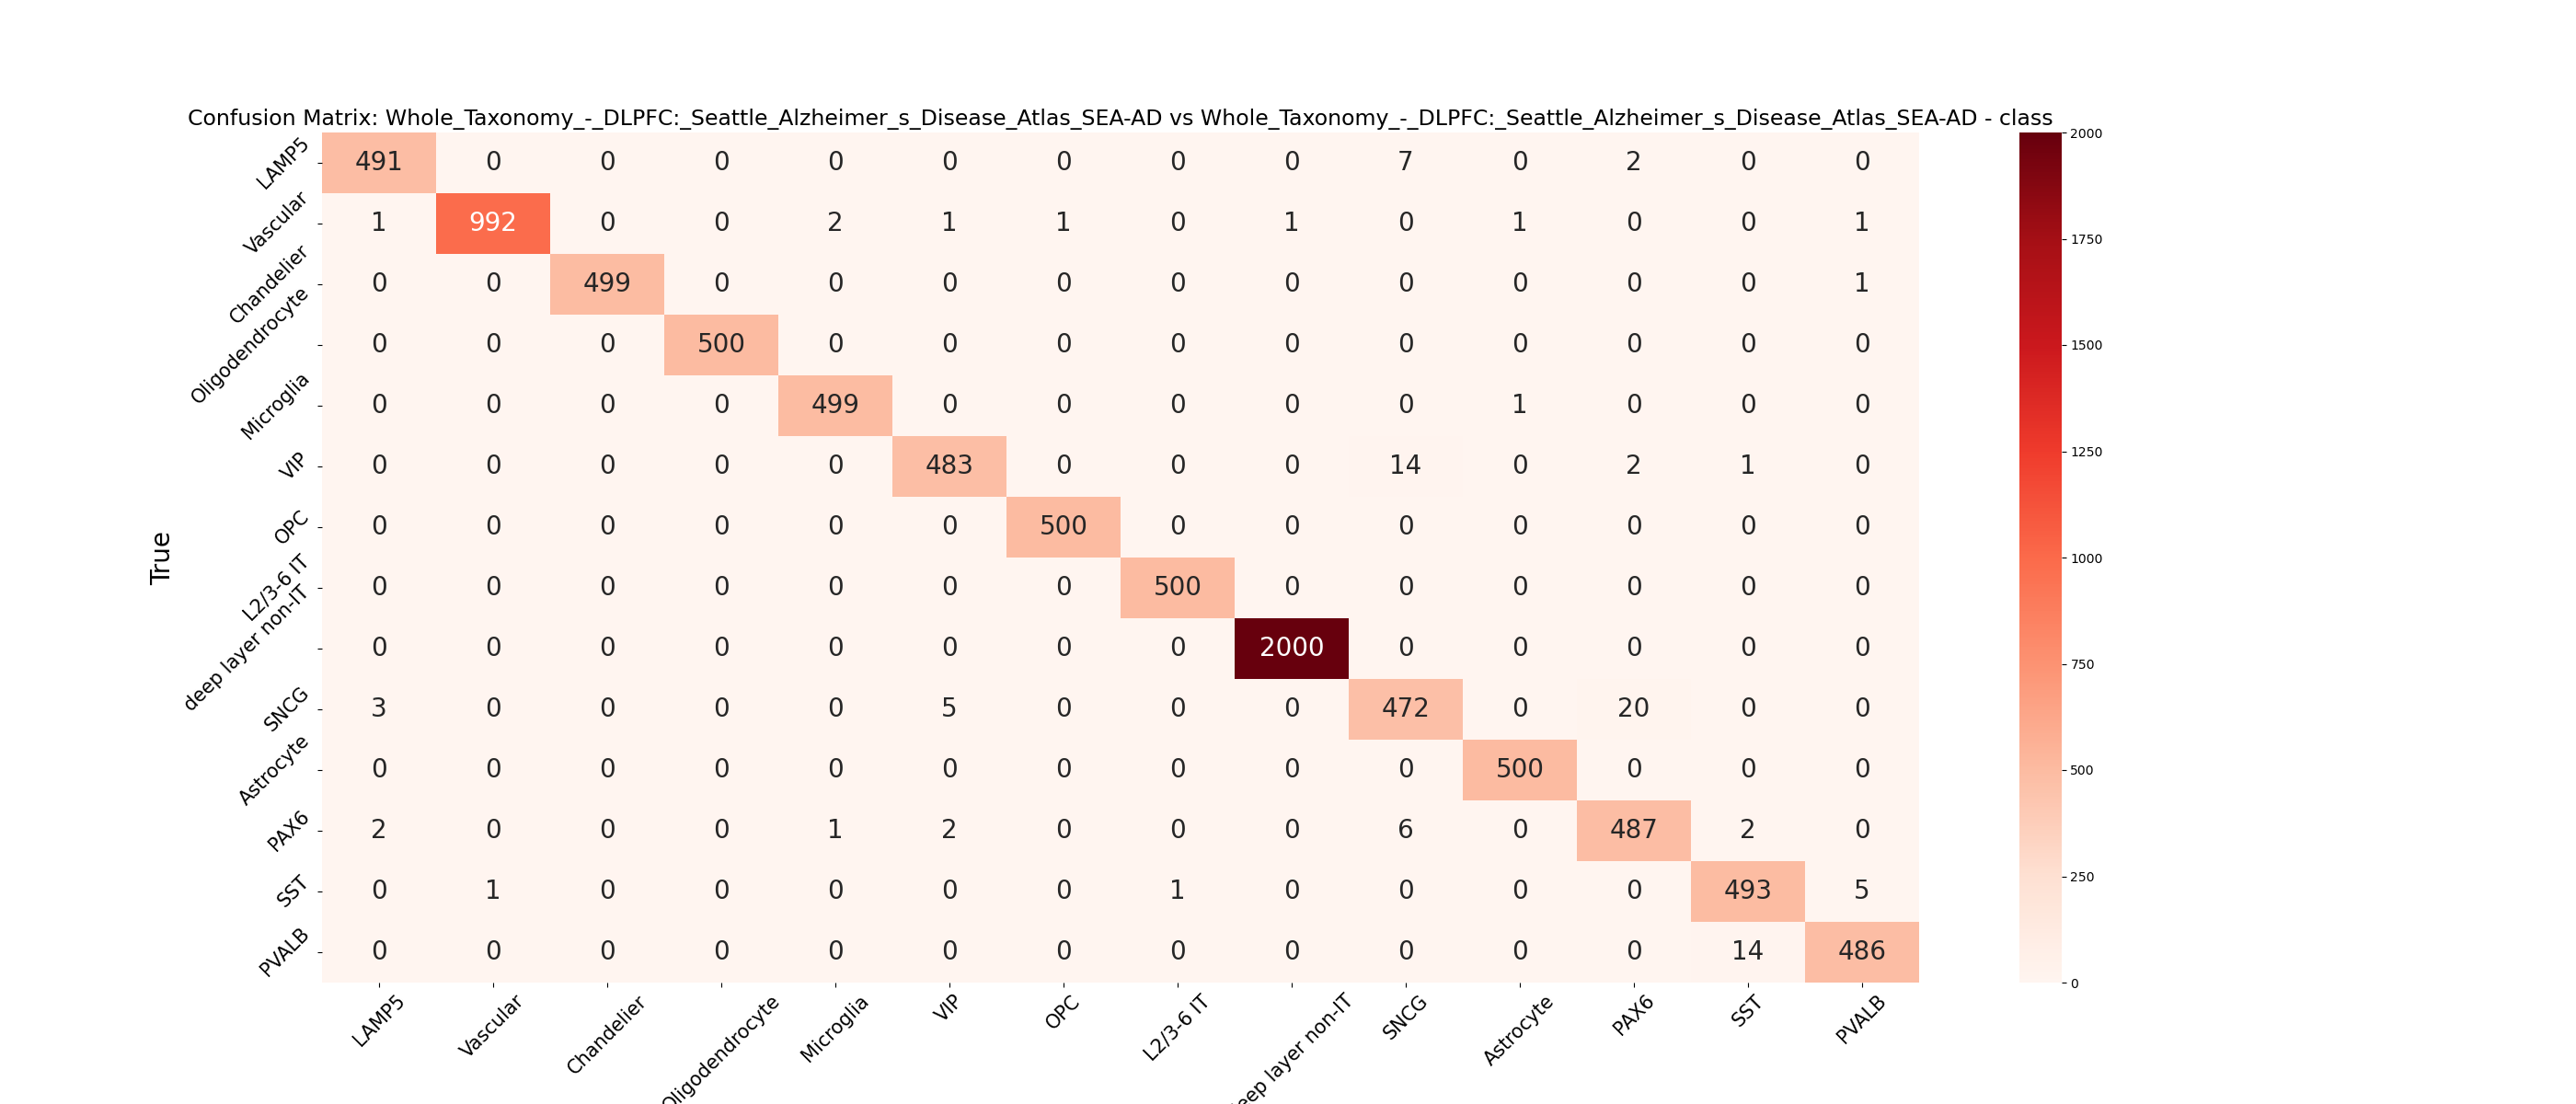 Confusion Matrix: Whole_Taxonomy_-_DLPFC:_Seattle_Alzheimer_s_Disease_Atlas_SEA-AD vs Whole_Taxonomy_-_DLPFC:_Seattle_Alzheimer_s_Disease_Atlas_SEA-AD - class
True
LAMP5 491 0 0 0 0 0 0 0 0 7 0 2 0 0
Vascular 1 992 0 0 2 1 1 0 1 0 1 0 0 1
Chandelier 0 0 499 0 0 0 0 0 0 0 0 0 0 1
Oligodendrocyte 0 0 0 500 0 0 0 0 0 0 0 0 0 0
Microglia 0 0 0 0 499 0 0 0 0 0 1 0 0 0
VIP 0 0 0 0 0 483 0 0 0 14 0 2 1 0
OPC 0 0 0 0 0 0 500 0 0 0 0 0 0 0
L2/3-6 IT 0 0 0 0 0 0 0 500 0 0 0 0 0 0
deep layer non-IT 0 0 0 0 0 0 0 0 2000 0 0 0 0 0
SNCG 3 0 0 0 0 5 0 0 0 472 0 20 0 0
Astrocyte 0 0 0 0 0 0 0 0 0 0 500 0 0 0
PAX6 2 0 0 0 1 2 0 0 0 6 0 487 2 0
SST 0 1 0 0 0 0 0 1 0 0 0 0 493 5
PVALB 0 0 0 0 0 0 0 0 0 0 0 0 14 486
LAMP5 Vascular Chandelier Oligodendrocyte Microglia VIP OPC L2/3-6 IT eep layer non-IT SNCG Astrocyte PAX6 SST PVALB
2000
1750
1500
1250
1000
750
500
250
0